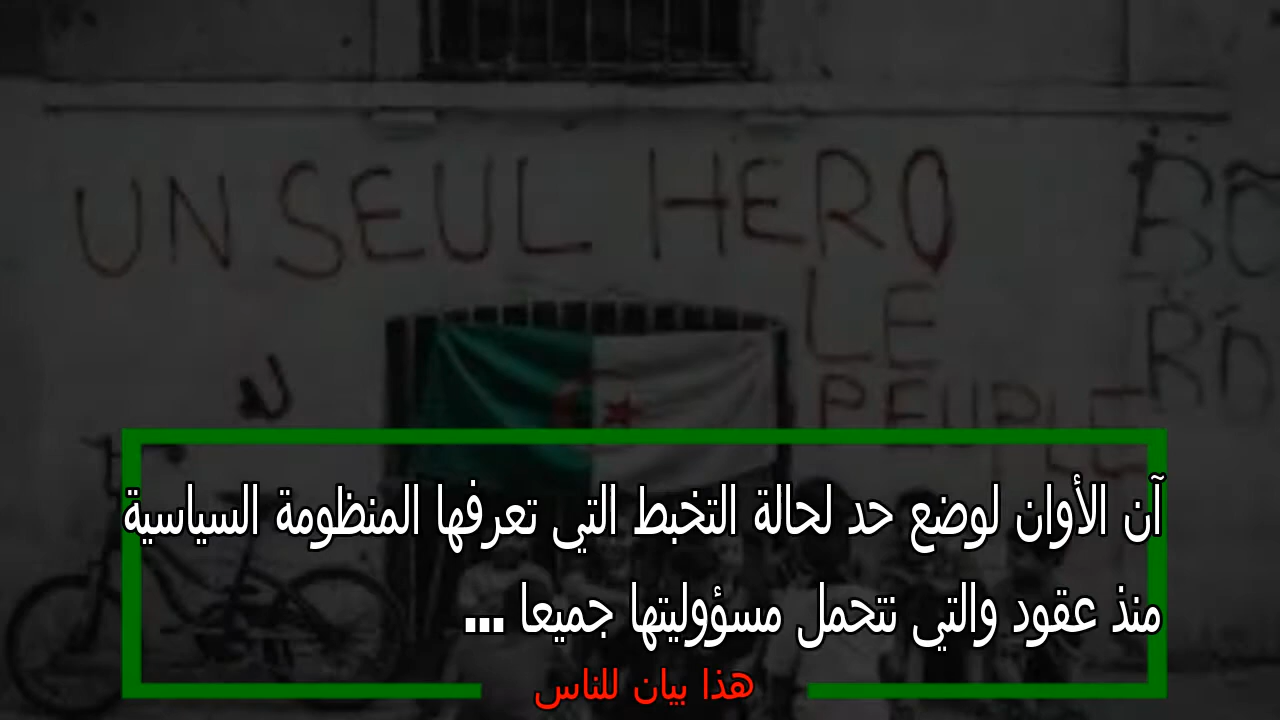 UN SEUL HERO
LE
PEUPLE
آن الأوان لوضع حد لحالة التخبط التي تعرفها المنظومة السياسية
منذ عقود والتي نتحمل مسؤوليتها جميعا ...
هذا بيان للناس